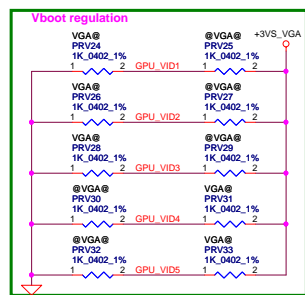 Vboot regulation
+3VS_VGA
VGA@ @VGA@
PRV24 PRV25
1K_0402_1% 1K_0402_1%
1 2 GPU_VID1 1 2
VGA@ @VGA@
PRV26 PRV27
1K_0402_1% 1K_0402_1%
1 2 GPU_VID2 1 2
VGA@ @VGA@
PRV28 PRV29
1K_0402_1% 1K_0402_1%
1 2 GPU_VID3 1 2
@VGA@ VGA@
PRV30 PRV31
1K_0402_1% 1K_0402_1%
1 2 GPU_VID4 1 2
@VGA@ VGA@
PRV32 PRV33
1K_0402_1% 1K_0402_1%
1 2 GPU_VID5 1 2